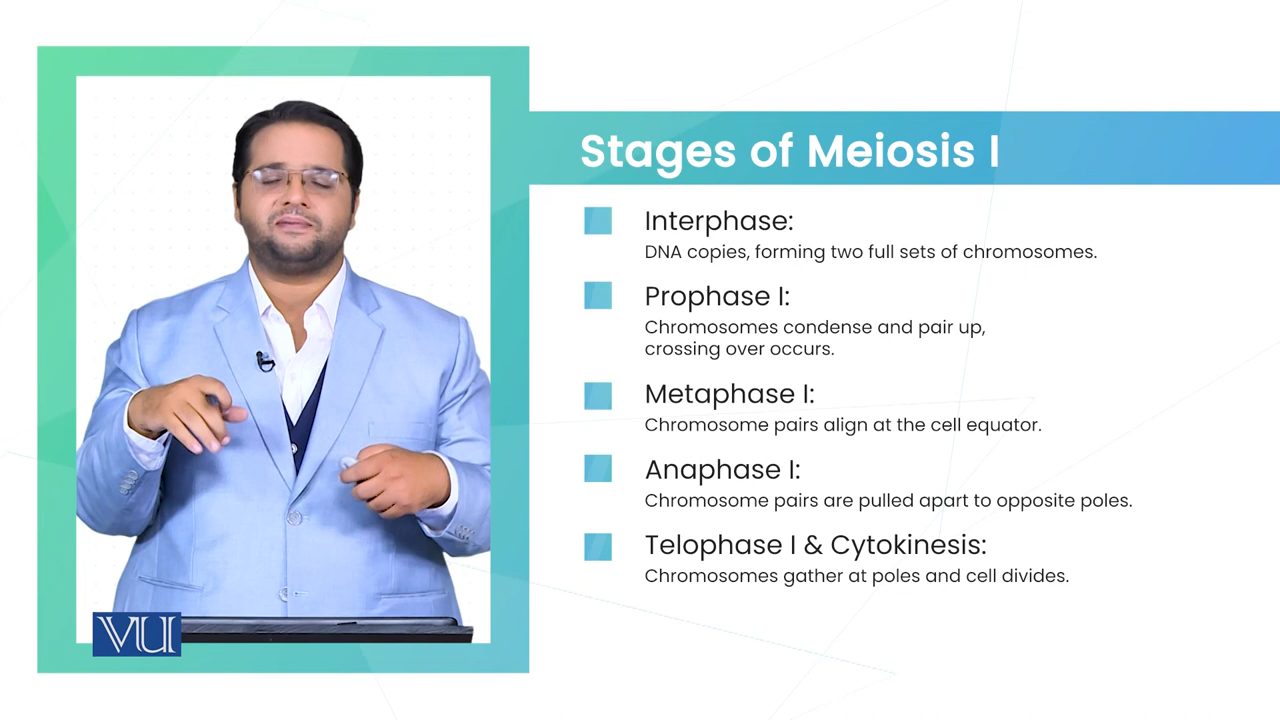 Stages of Meiosis I
Interphase:
DNA copies, forming two full sets of chromosomes.
Prophase I:
Chromosomes condense and pair up,
crossing over occurs.
Metaphase I:
Chromosome pairs align at the cell equator.
Anaphase I:
Chromosome pairs are pulled apart to opposite poles.
Telophase I & Cytokinesis:
Chromosomes gather at poles and cell divides.
VU